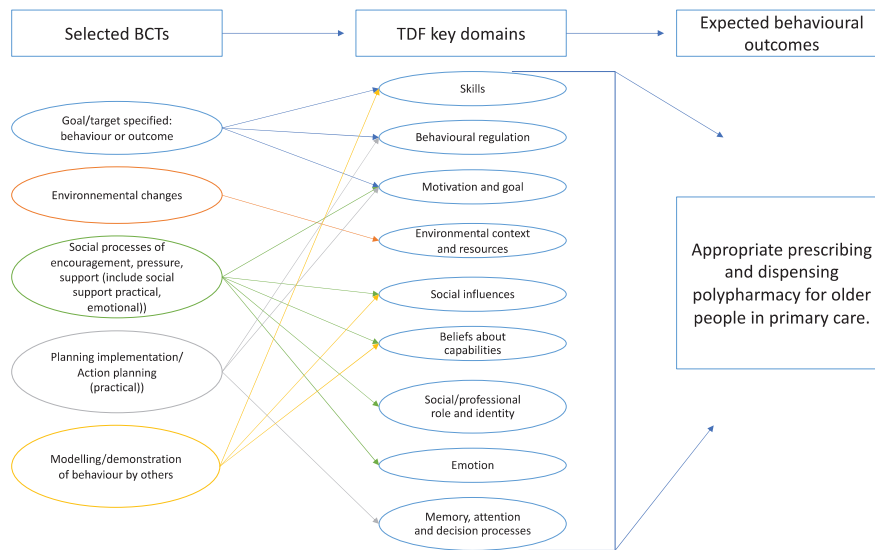 Selected BCTs
TDF key domains
Expected behavioural
outcomes
Goal/target specified:
behaviour or outcome
Environnemental changes
Social processes of
encouragement, pressure,
support (include social
support practical,
emotional))
Planning implementation/
Action planning
(practical))
Modelling/demonstration
of behaviour by others
Skills
Behavioural regulation
Motivation and goal
Environmental context
and resources
Social influences
Beliefs about
capabilities
Social/professional
role and identity
Emotion
Memory, attention
and decision processes
Appropriate prescribing
and dispensing
polypharmacy for older
people in primary care.